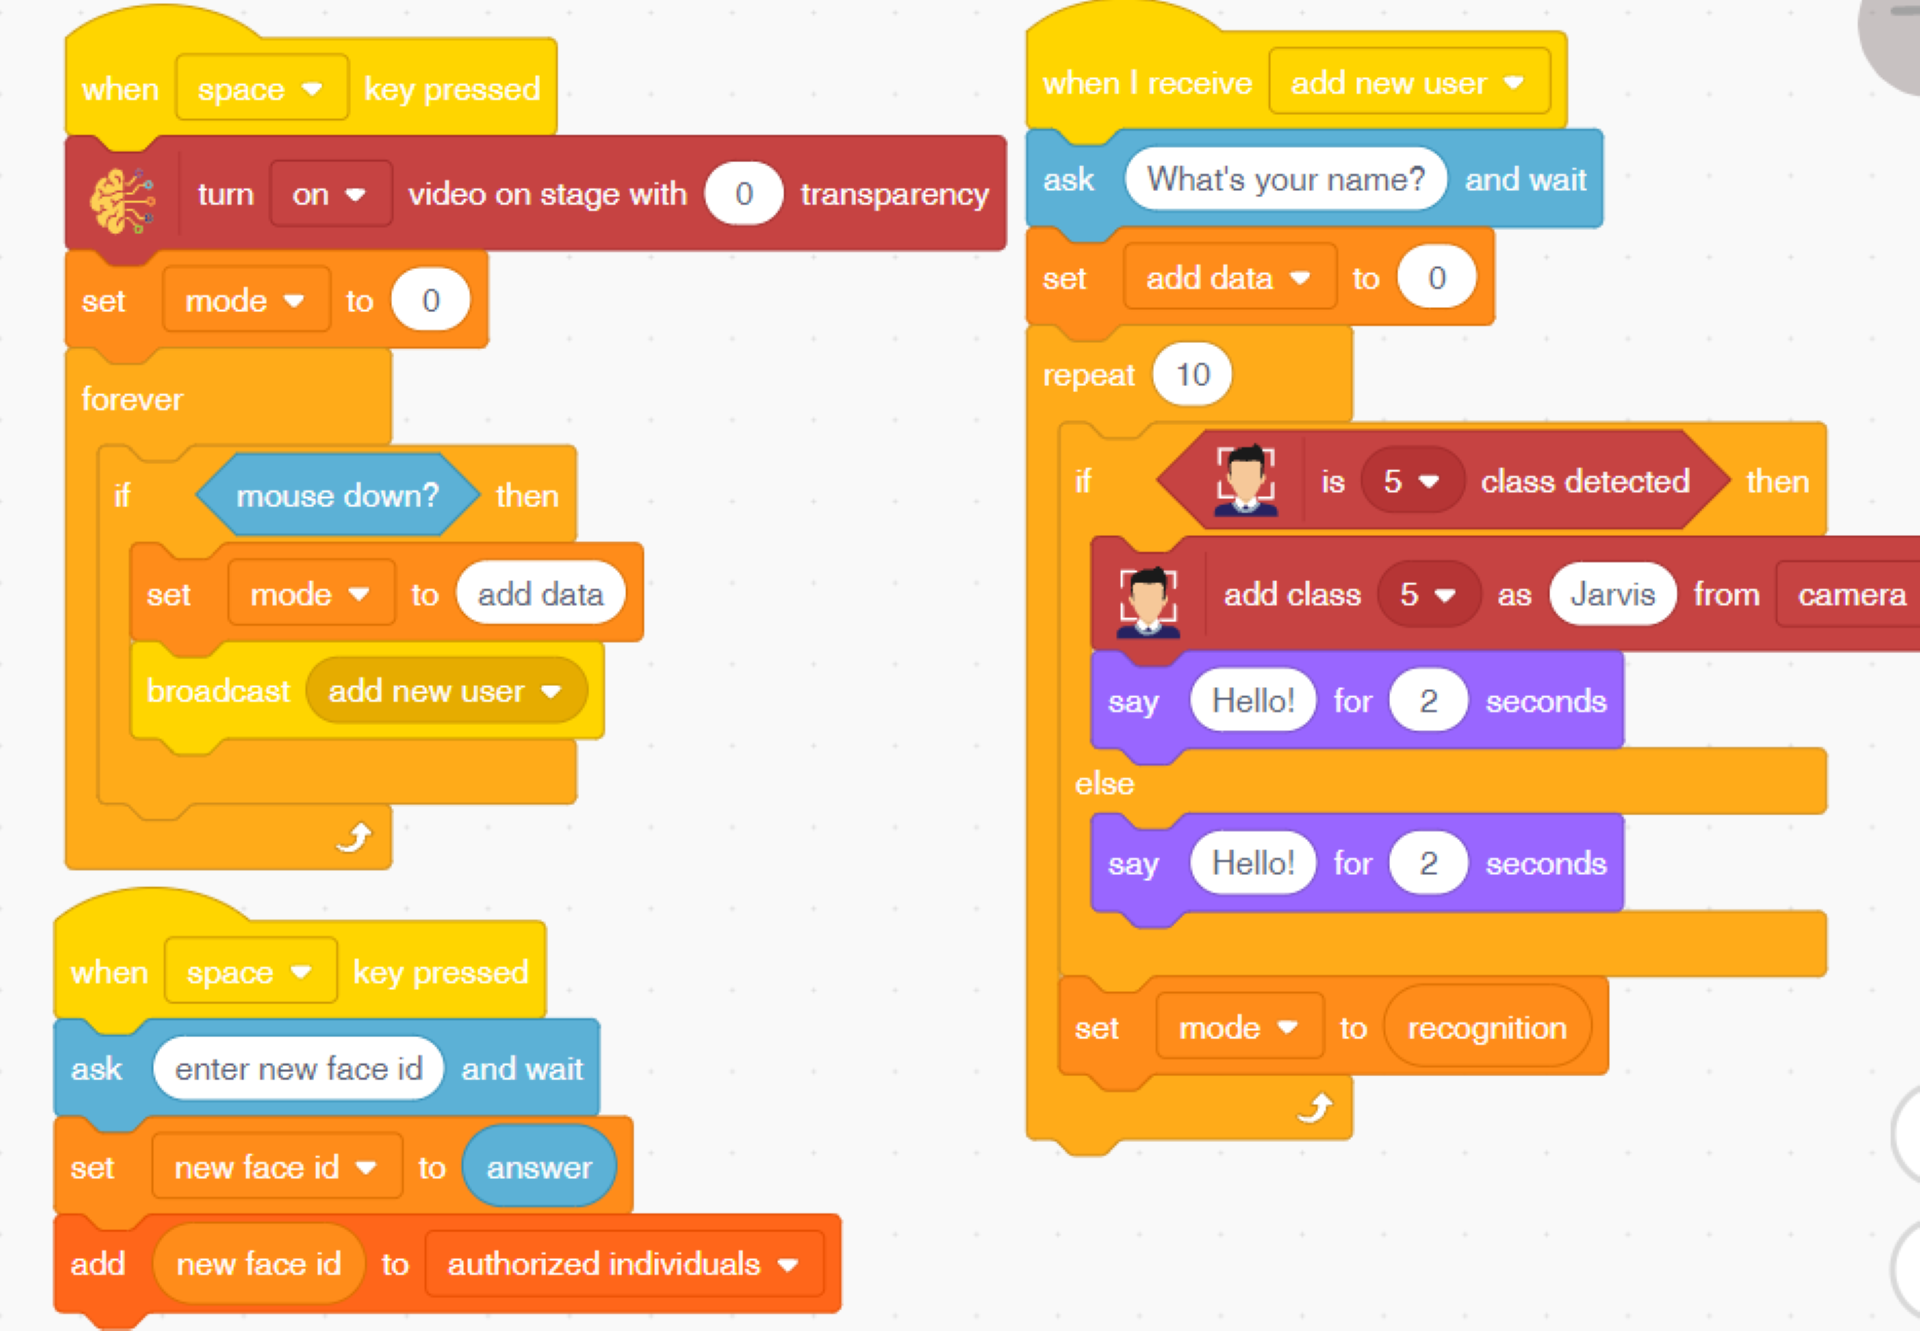 when space key pressed
turn on video on stage with 0 transparency
set mode to 0
forever
if mouse down? then
set mode to add data
broadcast add new user
when space key pressed
ask enter new face id and wait
set new face id to answer
add new face id to authorized individuals
when I receive add new user
ask What's your name? and wait
set add data to 0
repeat 10
if is 5 class detected then
add class 5 as Jarvis from camera
say Hello! for 2 seconds
else
say Hello! for 2 seconds
set mode to recognition